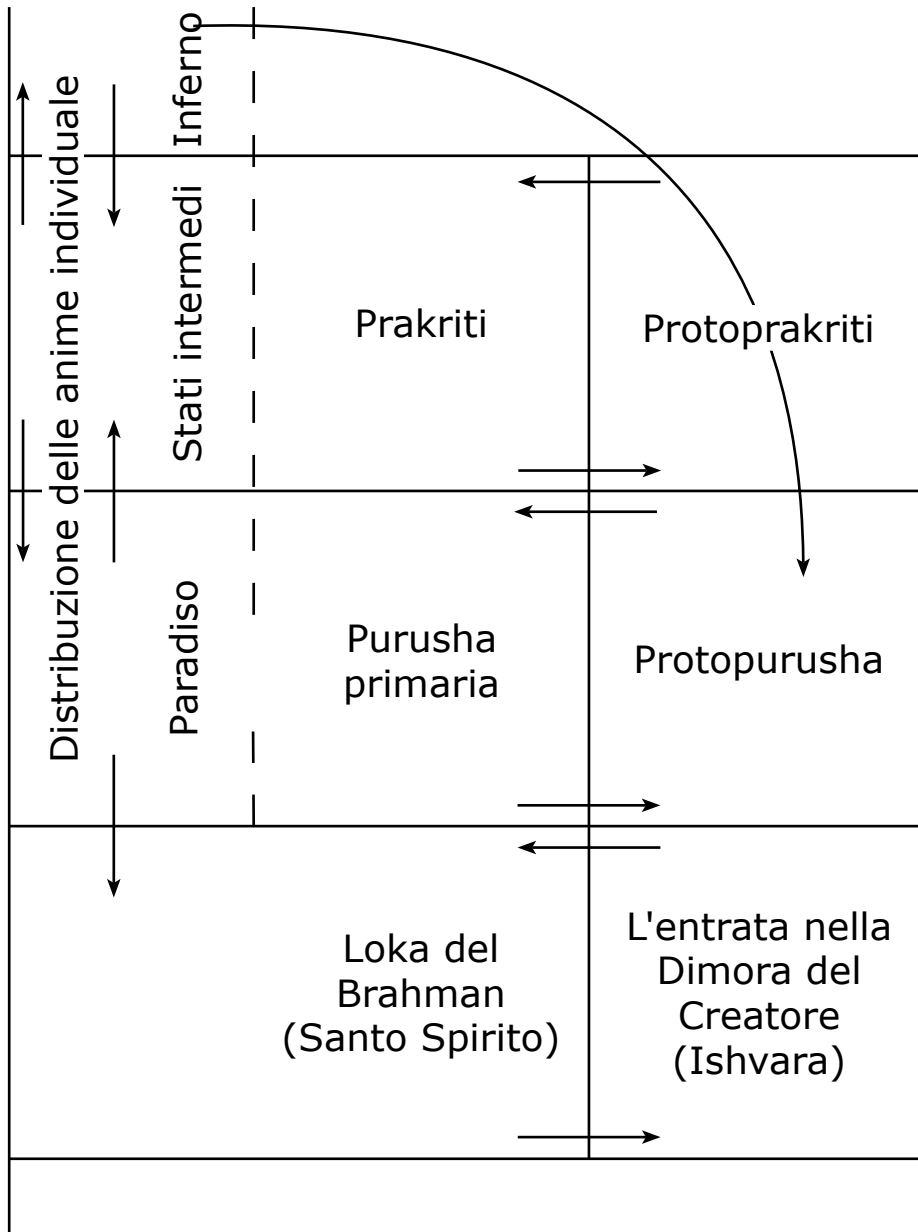 Distribuzione delle anime individuale
Inferno
Stati intermedi
Paradiso
Prakriti
Protoprakriti
Purusha
primaria
Protopurusha
Loka del
Brahman
(Santo Spirito)
L'entrata nella
Dimora del
Creatore
(Ishvara)